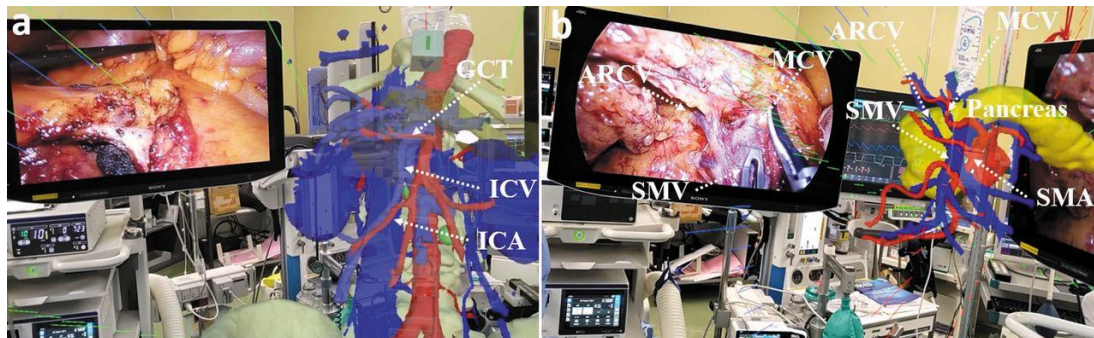 a
GCT
ICV
ICA
SONY
b
ARCV
MCV
ARCV
MCV
SMV
Pancreas
SMV
SMA
SONY